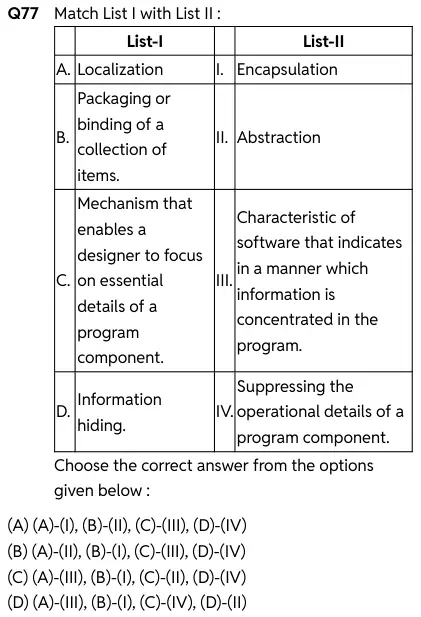 Q77 Match List I with List II :
List-I List-II
A. Localization I. Encapsulation
B. Packaging or binding of a collection of items. II. Abstraction
C. Mechanism that enables a designer to focus on essential details of a program component. III. Characteristic of software that indicates in a manner which information is concentrated in the program.
D. Information hiding. IV. Suppressing the operational details of a program component.
Choose the correct answer from the options
given below :
(A) (A)-(I), (B)-(II), (C)-(III), (D)-(IV)
(B) (A)-(II), (B)-(I), (C)-(III), (D)-(IV)
(C) (A)-(III), (B)-(I), (C)-(II), (D)-(IV)
(D) (A)-(III), (B)-(I), (C)-(IV), (D)-(II)